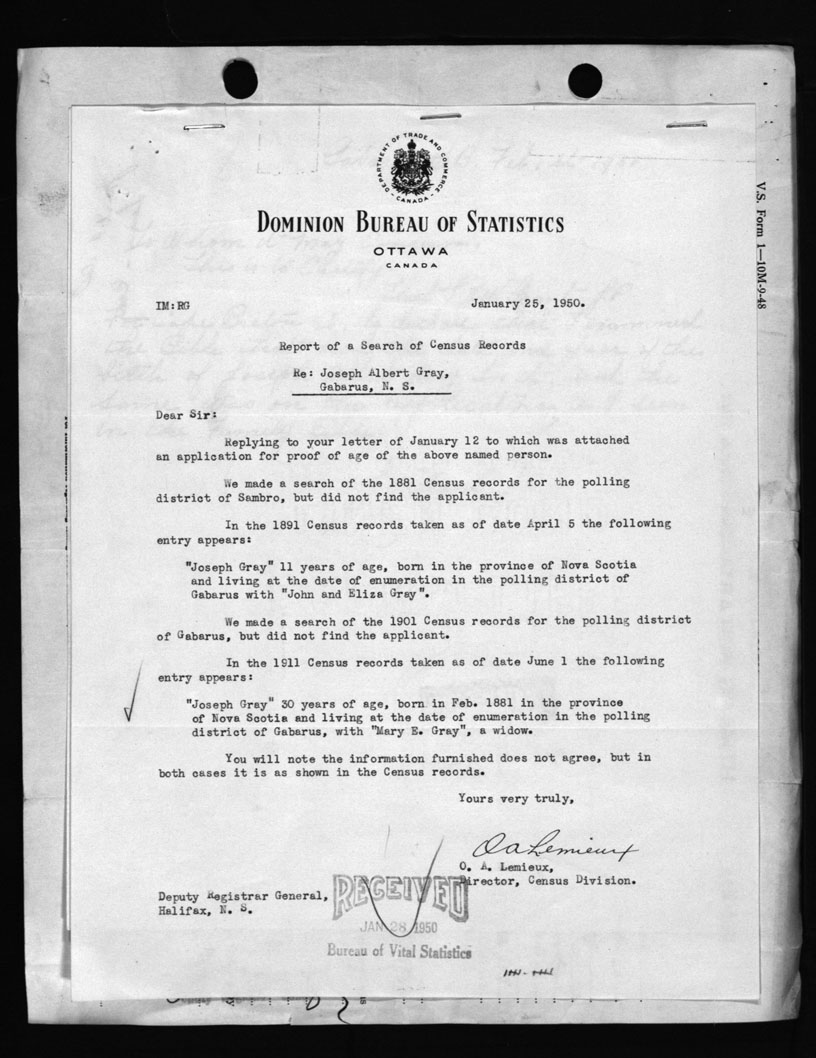 DEPARTMENT OF TRADE AND COMMERCE
CANADA
DOMINION BUREAU OF STATISTICS
OTTAWA
CANADA
V.S. Form 1—10M-9-48
IM:RG
January 25, 1950.
Report of a Search of Census Records
Re: Joseph Albert Gray,
Gabarus, N. S.
Dear Sir:
Replying to your letter of January 12 to which was attached
an application for proof of age of the above named person.
We made a search of the 1881 Census records for the polling
district of Sambro, but did not find the applicant.
In the 1891 Census records taken as of date April 5 the following
entry appears:
"Joseph Gray" 11 years of age, born in the province of Nova Scotia
and living at the date of enumeration in the polling district of
Gabarus with "John and Eliza Gray".
We made a search of the 1901 Census records for the polling district
of Gabarus, but did not find the applicant.
In the 1911 Census records taken as of date June 1 the following
entry appears:
"Joseph Gray" 30 years of age, born in Feb. 1881 in the province
of Nova Scotia and living at the date of enumeration in the polling
district of Gabarus, with "Mary E. Gray", a widow.
You will note the information furnished does not agree, but in
both cases it is as shown in the Census records.
Yours very truly,
O A Lemieux
O. A. Lemieux,
Director, Census Division.
Deputy Registrar General,
Halifax, N. S.
RECEIVED
JAN 28 1950
Bureau of Vital Statistics